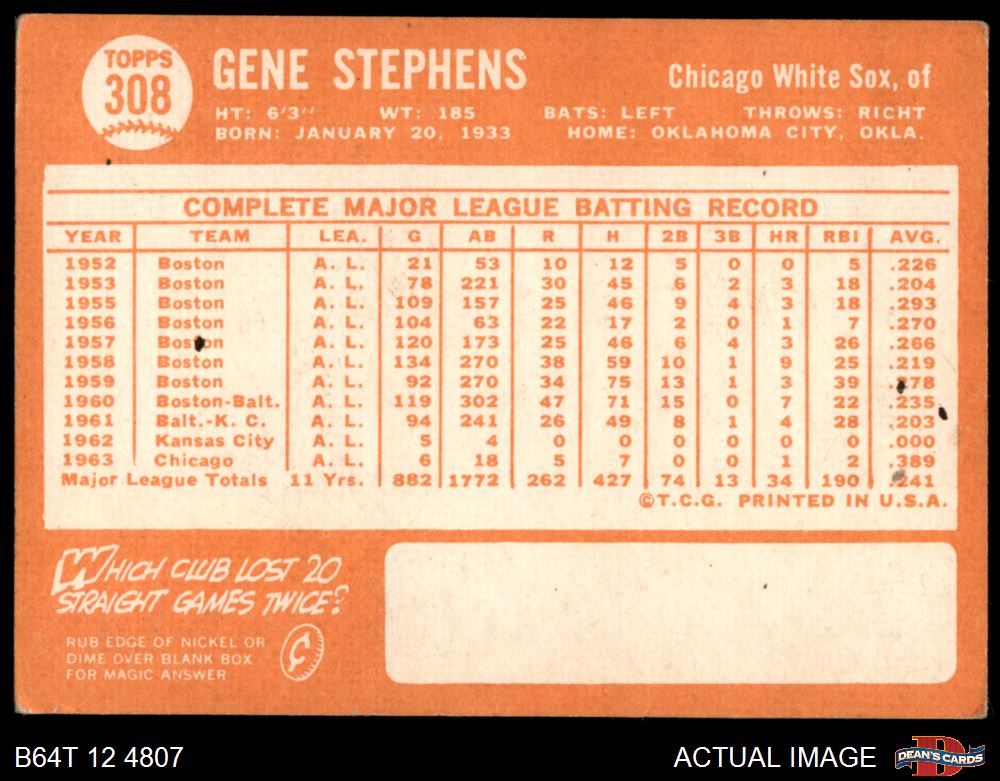 TOPPS
308
GENE STEPHENS
Chicago White Sox, of
HT: 6'3" WT: 185 BATS: LEFT THROWS: RIGHT
BORN: JANUARY 20, 1933 HOME: OKLAHOMA CITY, OKLA.
COMPLETE MAJOR LEAGUE BATTING RECORD
YEAR TEAM LEA. G AB R H 2B 3B HR RBI AVG.
1952 Boston A. L. 21 53 10 12 5 0 0 5 .226
1953 Boston A. L. 78 221 30 45 6 2 3 18 .204
1955 Boston A. L. 109 157 25 46 9 4 3 18 .293
1956 Boston A. L. 104 63 22 17 2 0 1 7 .270
1957 Boston A. L. 120 173 25 46 6 4 3 26 .266
1958 Boston A. L. 134 270 38 59 10 1 9 25 .219
1959 Boston A. L. 92 270 34 75 13 1 3 39 .278
1960 Boston-Balt. A. L. 119 302 47 71 15 0 7 22 .235
1961 Balt.-K. C. A. L. 94 241 26 49 8 1 4 28 .203
1962 Kansas City A. L. 5 4 0 0 0 0 0 0 .000
1963 Chicago A. L. 6 18 5 7 0 0 1 2 .389
Major League Totals 11 Yrs. 882 1772 262 427 74 13 34 190 .241
©T.C.G. PRINTED IN U.S.A.
WHICH CLUB LOST 20
STRAIGHT GAMES TWICE?
RUB EDGE OF NICKEL OR
DIME OVER BLANK BOX
FOR MAGIC ANSWER
¢
B64T 12 4807
ACTUAL IMAGE
DEAN'S CARDS